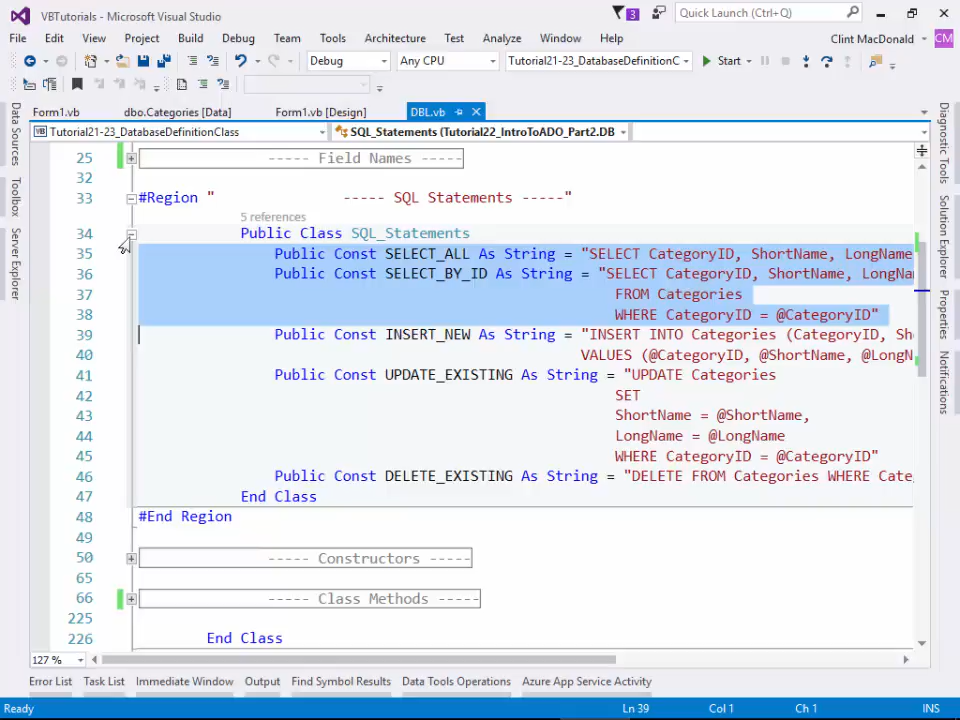 VBTutorials - Microsoft Visual Studio
3
Quick Launch (Ctrl+Q)
File Edit View Project Build Debug Team Tools Architecture Test Analyze Window Help
Clint MacDonald CM
Debug Any CPU Tutorial21-23_DatabaseDefinitionC Start
Form1.vb dbo.Categories [Data] Form1.vb [Design] DBL.vb
Tutorial21-23_DatabaseDefinitionClass SQL_Statements (Tutorial22_IntroToADO_Part2.DB
Data Sources
Toolbox
Server Explorer
25 ----- Field Names -----
32
33 #Region " ----- SQL Statements -----"
5 references
34 Public Class SQL_Statements
35 Public Const SELECT_ALL As String = "SELECT CategoryID, ShortName, LongName
36 Public Const SELECT_BY_ID As String = "SELECT CategoryID, ShortName, LongNa
37 FROM Categories
38 WHERE CategoryID = @CategoryID"
39 Public Const INSERT_NEW As String = "INSERT INTO Categories (CategoryID, Sh
40 VALUES (@CategoryID, @ShortName, @LongN
41 Public Const UPDATE_EXISTING As String = "UPDATE Categories
42 SET
43 ShortName = @ShortName,
44 LongName = @LongName
45 WHERE CategoryID = @CategoryID"
46 Public Const DELETE_EXISTING As String = "DELETE FROM Categories WHERE Cate
47 End Class
48 #End Region
49
50 ----- Constructors -----
65
66 ----- Class Methods -----
225
226 End Class
Diagnostic Tools
Solution Explorer
Properties
Notifications
127 %
Error List Task List Immediate Window Output Find Symbol Results Data Tools Operations Azure App Service Activity
Ready Ln 39 Col 1 Ch 1 INS